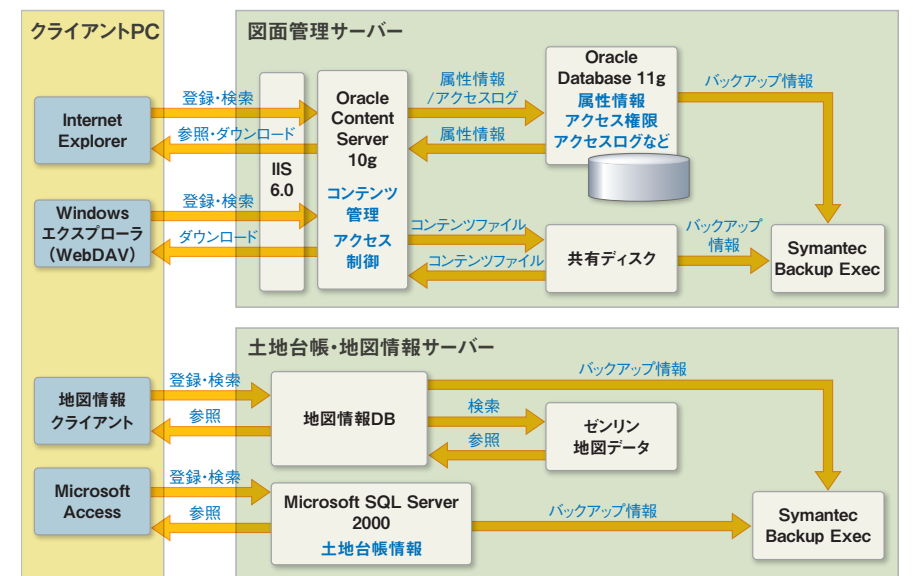 クライアントPC
Internet
Explorer
Windows
エクスプローラ
（WebDAV）
地図情報
クライアント
Microsoft
Access
図面管理サーバー
登録・検索
参照・ダウンロード
登録・検索
ダウンロード
IIS
6.0
Oracle
Content
Server
10g
コンテンツ
管理
アクセス
制御
属性情報
/アクセスログ
属性情報
コンテンツファイル
コンテンツファイル
Oracle
Database 11g
属性情報
アクセス権限
アクセスログなど
共有ディスク
バックアップ情報
バックアップ
情報
Symantec
Backup Exec
土地台帳・地図情報サーバー
登録・検索
参照
登録・検索
参照
地図情報DB
検索
参照
ゼンリン
地図データ
バックアップ情報
Microsoft SQL Server
2000
土地台帳情報
バックアップ情報
Symantec
Backup Exec